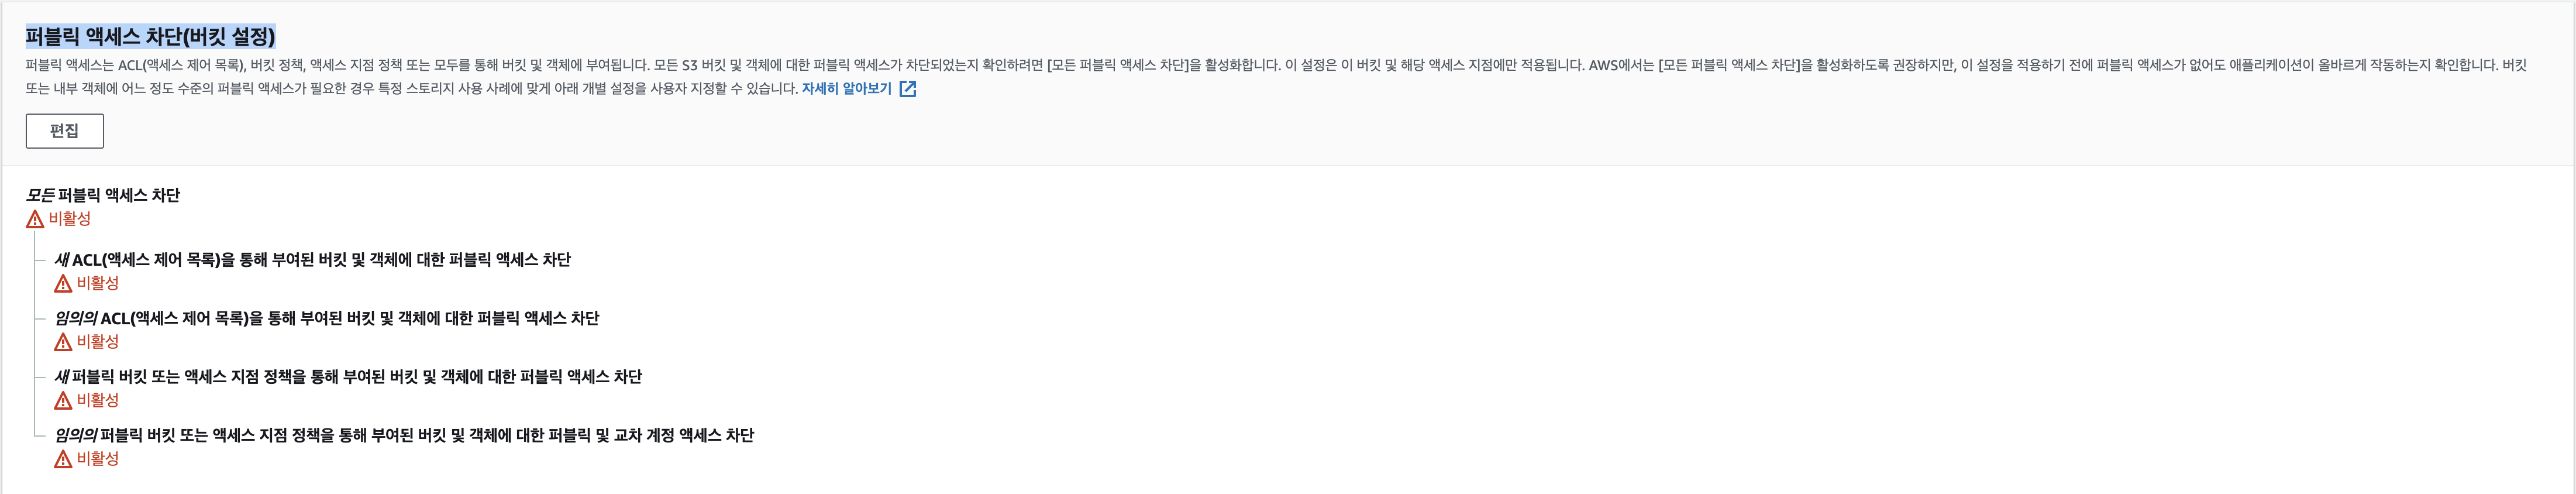 퍼블릭 액세스 차단(버킷 설정)
퍼블릭 액세스는 ACL(액세스 제어 목록), 버킷 정책, 액세스 지점 정책 또는 모두를 통해 버킷 및 객체에 부여됩니다. 모든 S3 버킷 및 객체에 대한 퍼블릭 액세스가 차단되었는지 확인하려면 [모든 퍼블릭 액세스 차단]을 활성화합니다. 이 설정은 이 버킷 및 해당 액세스 지점에만 적용됩니다. AWS에서는 [모든 퍼블릭 액세스 차단]을 활성화하도록 권장하지만, 이 설정을 적용하기 전에 퍼블릭 액세스가 없어도 애플리케이션이 올바르게 작동하는지 확인합니다. 버킷
또는 내부 객체에 어느 정도 수준의 퍼블릭 액세스가 필요한 경우 특정 스토리지 사용 사례에 맞게 아래 개별 설정을 사용자 지정할 수 있습니다. 자세히 알아보기
편집
모든 퍼블릭 액세스 차단
비활성
새 ACL(액세스 제어 목록)을 통해 부여된 버킷 및 객체에 대한 퍼블릭 액세스 차단
비활성
임의의 ACL(액세스 제어 목록)을 통해 부여된 버킷 및 객체에 대한 퍼블릭 액세스 차단
비활성
새 퍼블릭 버킷 또는 액세스 지점 정책을 통해 부여된 버킷 및 객체에 대한 퍼블릭 액세스 차단
비활성
임의의 퍼블릭 버킷 또는 액세스 지점 정책을 통해 부여된 버킷 및 객체에 대한 퍼블릭 및 교차 계정 액세스 차단
비활성